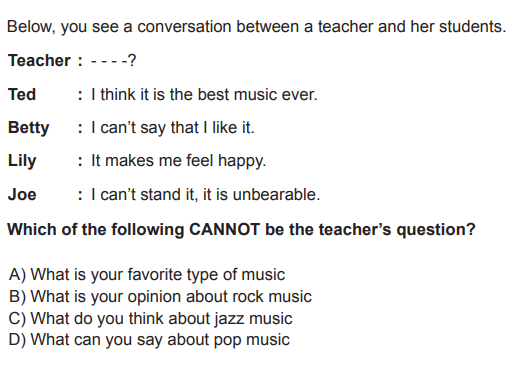 Below, you see a conversation between a teacher and her students.
Teacher : - - - -?
Ted : I think it is the best music ever.
Betty : I can't say that I like it.
Lily : It makes me feel happy.
Joe : I can't stand it, it is unbearable.
Which of the following CANNOT be the teacher's question?
A) What is your favorite type of music
B) What is your opinion about rock music
C) What do you think about jazz music
D) What can you say about pop music